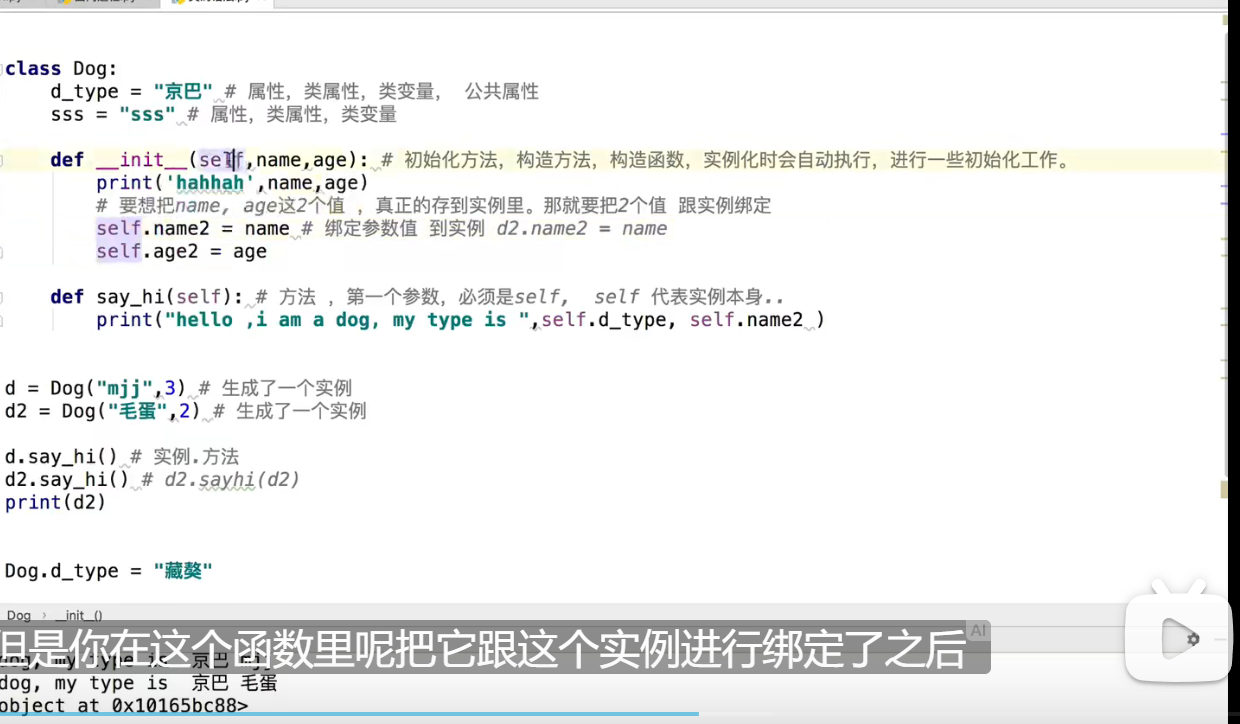 class Dog:
d_type = "京巴" # 属性，类属性，类变量， 公共属性
sss = "sss" # 属性，类属性，类变量
def __init__(self,name,age): # 初始化方法，构造方法，构造函数，实例化时会自动执行，进行一些初始化工作。
print('hahhah',name,age)
# 要想把name, age这2个值 ，真正的存到实例里。那就要把2个值 跟实例绑定
self.name2 = name # 绑定参数值 到实例 d2.name2 = name
self.age2 = age
def say_hi(self): # 方法 ，第一个参数，必须是self, self 代表实例本身..
print("hello ,i am a dog, my type is ",self.d_type, self.name2 )
d = Dog("mjj",3) # 生成了一个实例
d2 = Dog("毛蛋",2) # 生成了一个实例
d.say_hi() # 实例.方法
d2.say_hi() # d2.sayhi(d2)
print(d2)
Dog.d_type = "藏獒"
Dog › __init__()
但是你在这个函数里呢把它跟这个实例进行绑定了之后
AI
dog, my type is 京巴 mjj
dog, my type is 京巴 毛蛋
object at 0x10165bc88>